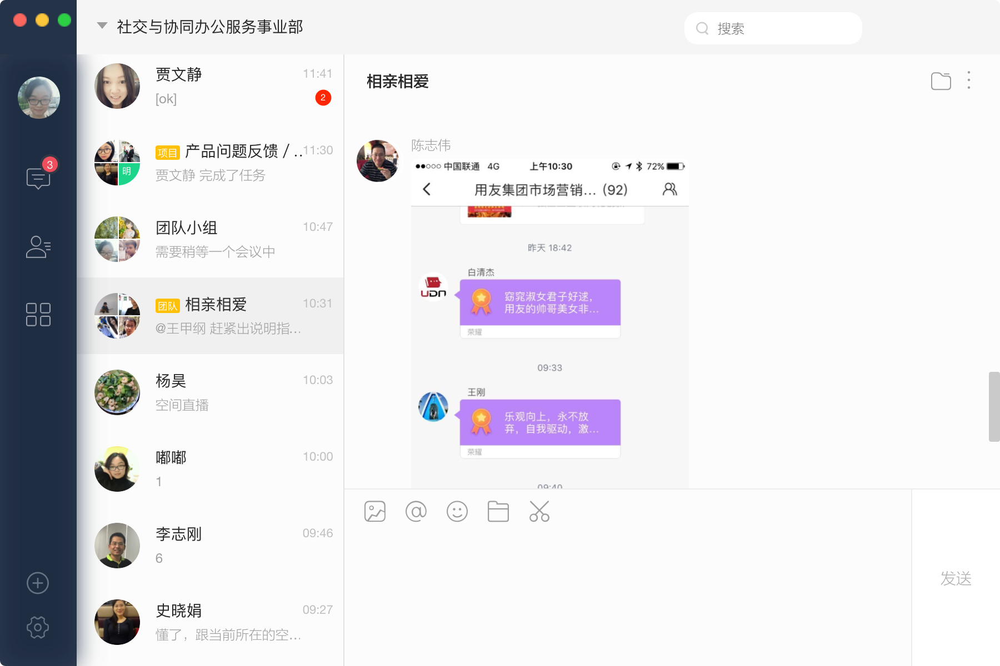 社交与协同办公服务事业部
搜索
3
贾文静
11:41
[ok]
2
明
项目 产品问题反馈 / ..
11:30
贾文静 完成了任务
团队小组
10:47
需要稍等一个会议中
团队 相亲相爱
10:31
@王甲纲 赶紧出说明指...
杨昊
10:03
空间直播
嘟嘟
10:00
1
李志刚
09:46
6
史晓娟
09:27
懂了，跟当前所在的空...
相亲相爱
陈志伟
中国联通 4G 上午10:30 72%
用友集团市场营销... (92)
昨天 18:42
白清杰
UDN
窈窕淑女君子好逑，
用友的帅哥美女非...
荣耀
09:33
王刚
乐观向上，永不放
弃，自我驱动，激...
荣耀
09:40
发送